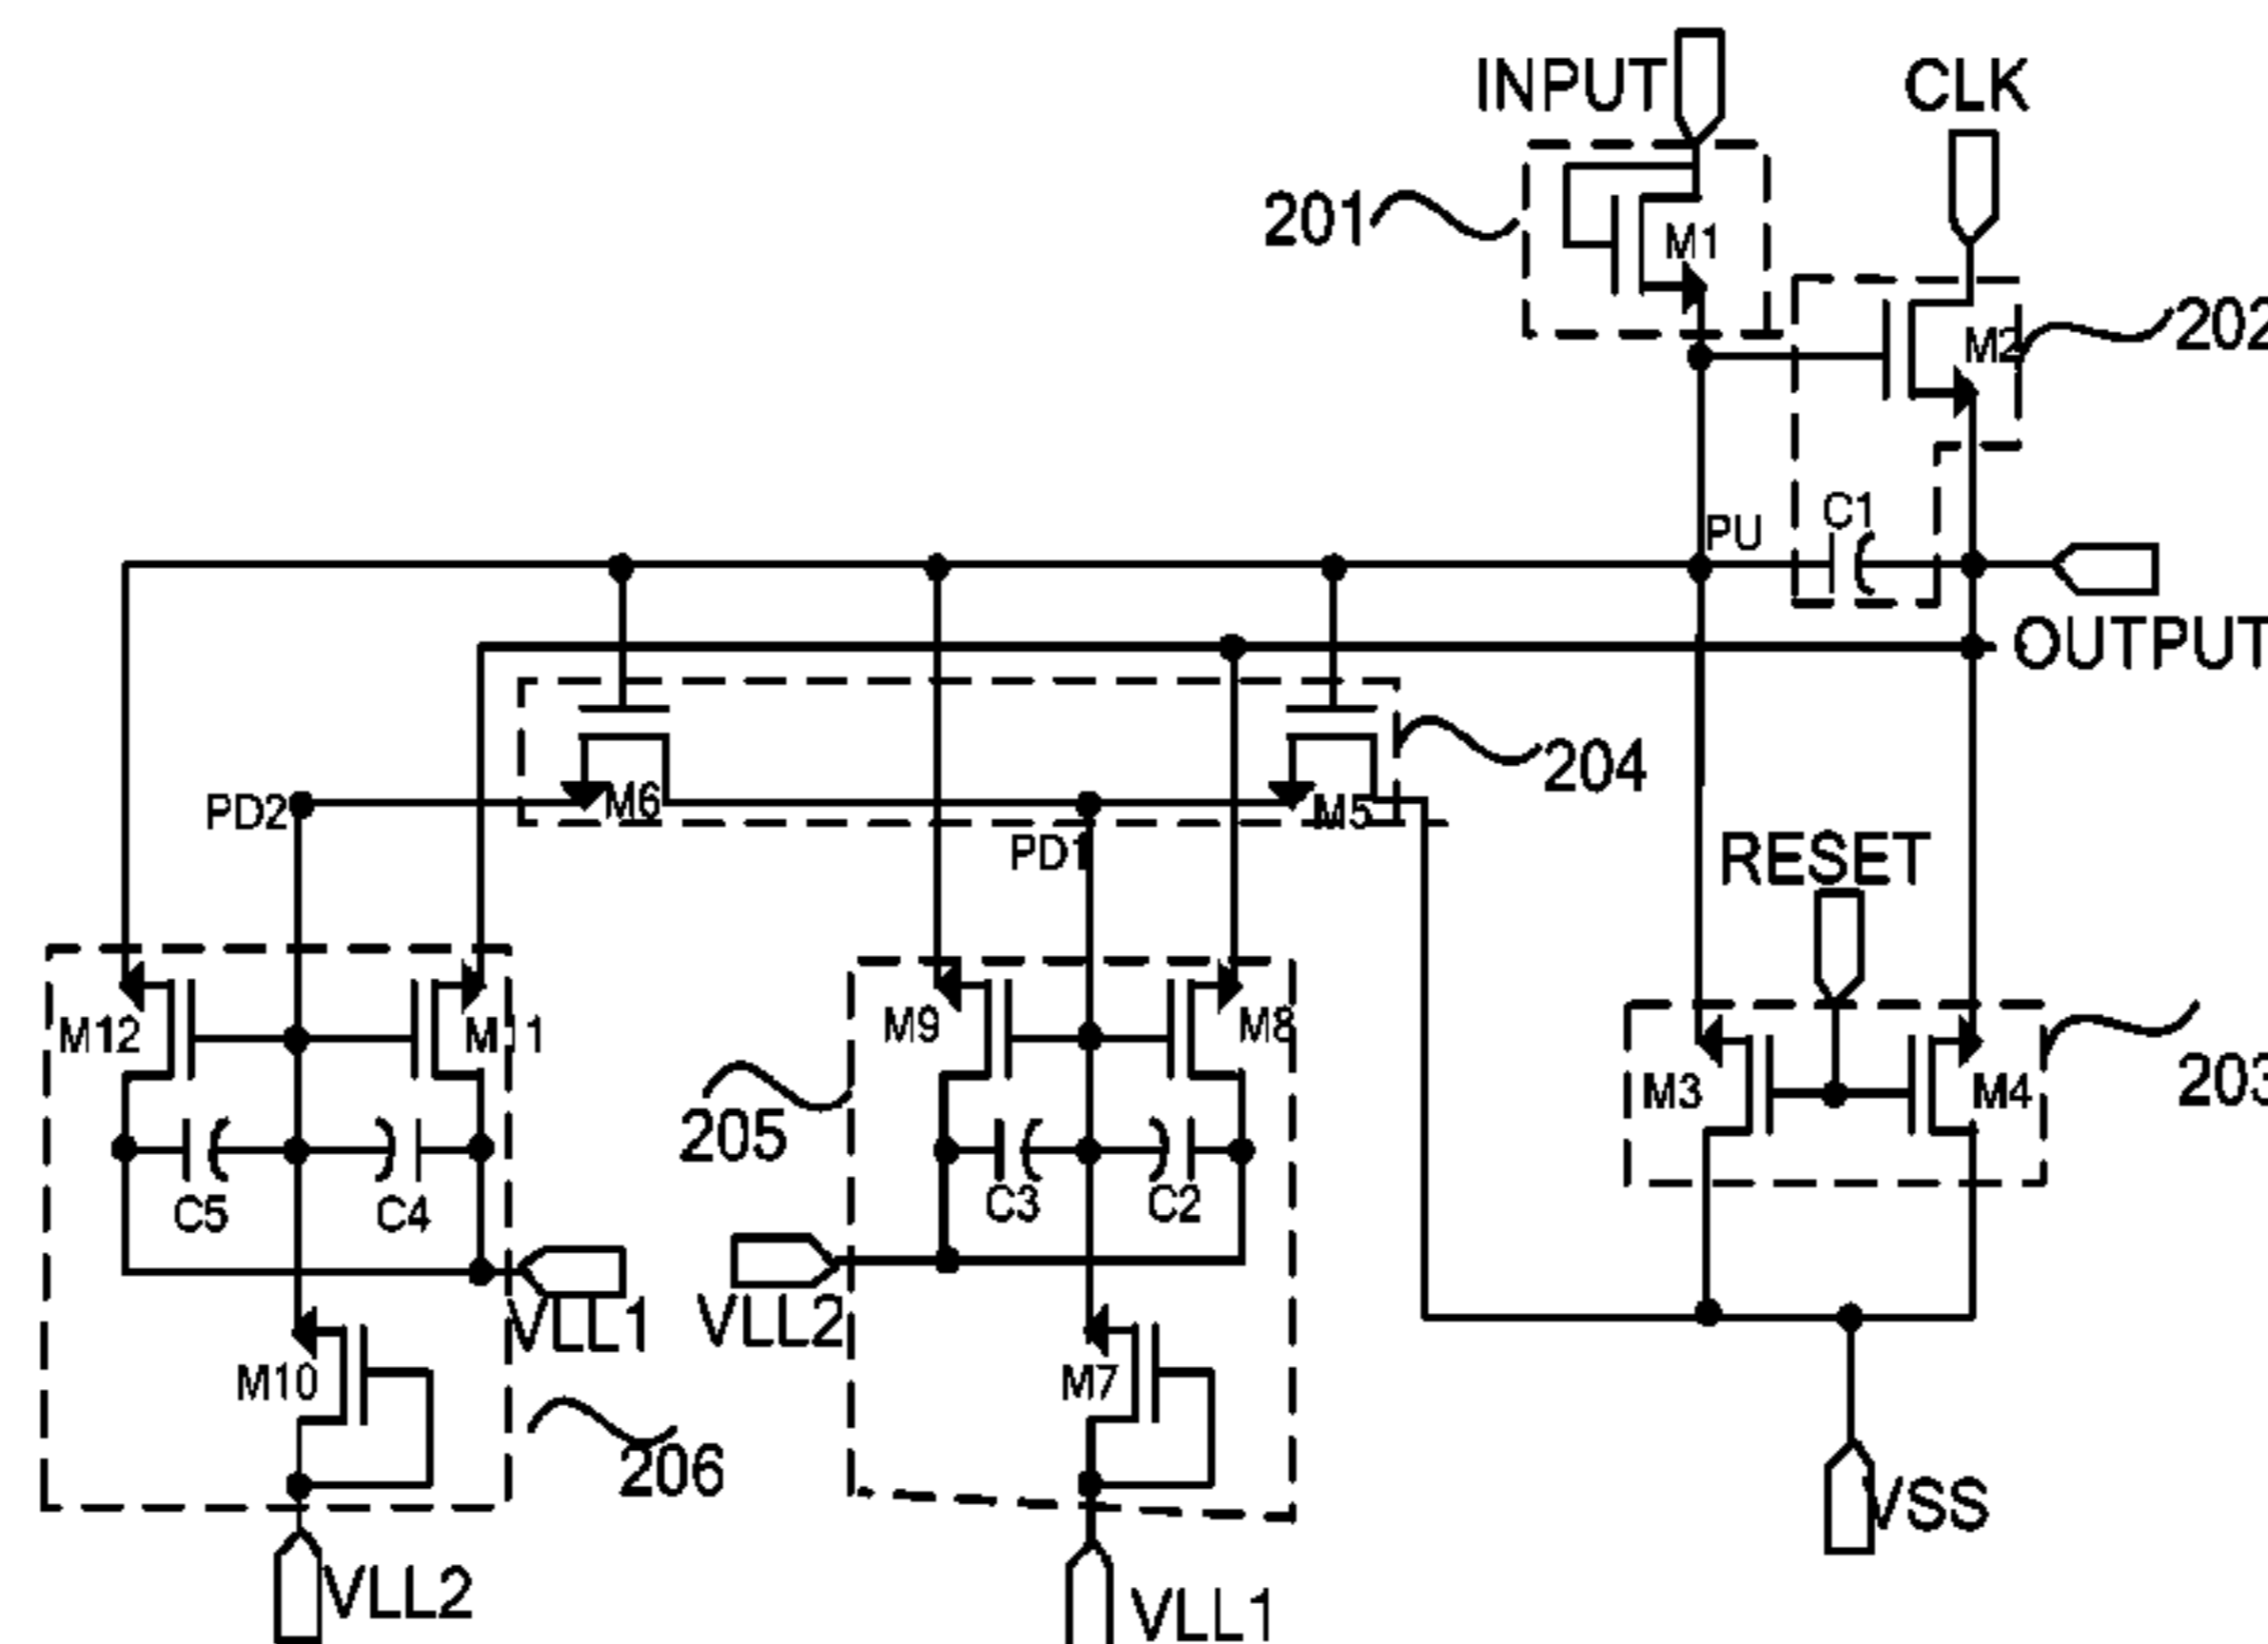 INPUT
CLK
201
M1
202
M2
C1
PU
OUTPUT
204
M6
M5
PD2
PD1
RESET
M12
M11
M9
M8
M3
M4
203
205
C5
C4
C3
C2
VLL1
VLL2
M10
M7
206
VSS
VLL2
VLL1